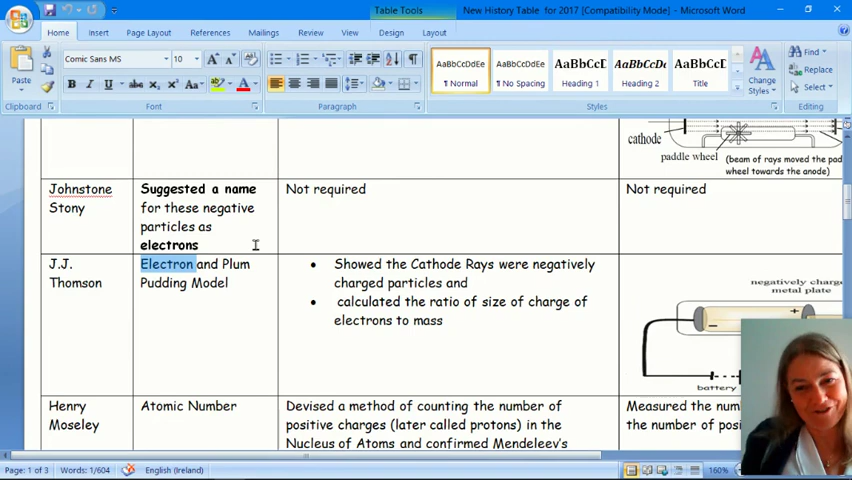 Table Tools
New History Table for 2017 [Compatibility Mode] - Microsoft Word
Home
Insert
Page Layout
References
Mailings
Review
View
Design
Layout
Paste
Clipboard
Comic Sans MS
10
Font
Paragraph
AaBbCcDdEe
¶ Normal
AaBbCcDdEe
¶ No Spacing
Heading 1
Heading 2
Title
Change
Styles
Styles
Find
Replace
Select
Editing
cathode
paddle wheel
(beam of rays moved the pad
wheel towards the anode)
Johnstone
Stony
Suggested a name
for these negative
particles as
electrons
Not required
Not required
J.J.
Thomson
Electron and Plum
Pudding Model
• Showed the Cathode Rays were negatively
charged particles and
• calculated the ratio of size of charge of
electrons to mass
negatively charg
metal plate
battery
Henry
Moseley
Atomic Number
Devised a method of counting the number of
positive charges (later called protons) in the
Nucleus of Atoms and confirmed Mendeleev's
Measured the num
the number of posi
Page: 1 of 3
Words: 1/604
English (Ireland)
160%